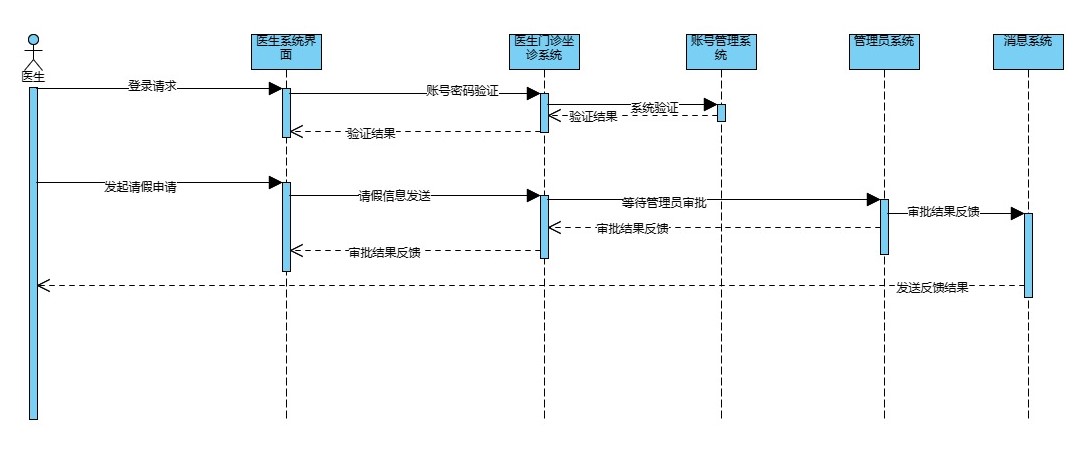 医生系统界
面
医生门诊坐
诊系统
账号管理系
统
管理员系统
消息系统
医生
登录请求
账号密码验证
系统验证
验证结果
验证结果
发起请假申请
请假信息发送
等待管理员审批
审批结果反馈
审批结果反馈
审批结果反馈
发送反馈结果